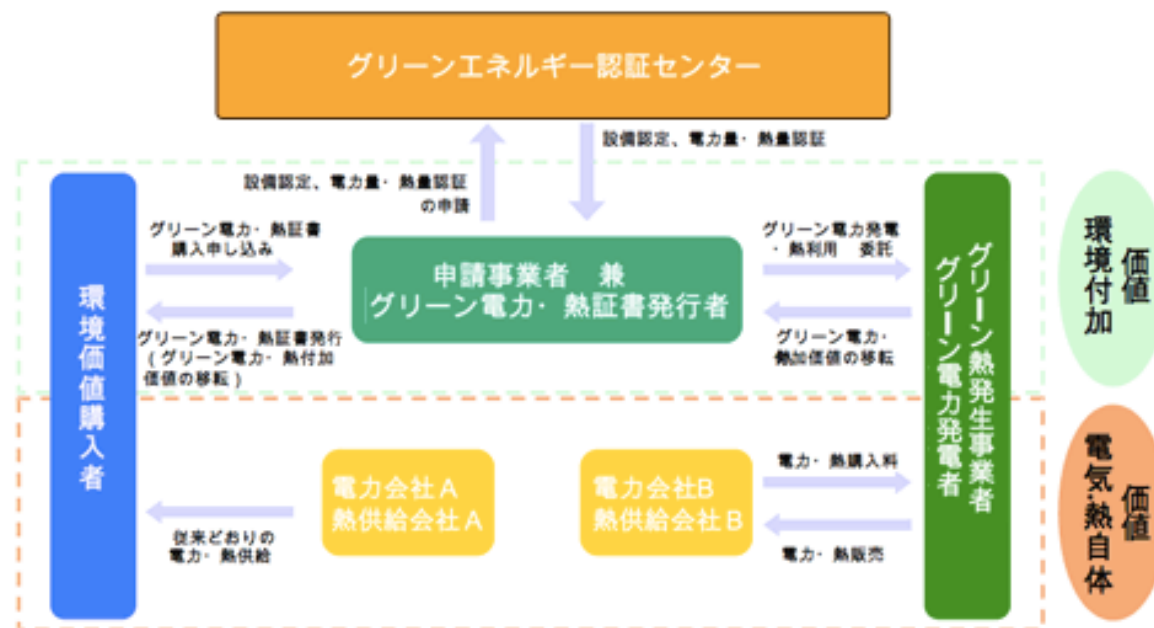 グリーンエネルギー認証センター
設備認定、電力量・熱量認証
設備認定、電力量・熱量認証
の申請
グリーン電力・熱証書
購入申し込み
グリーン電力発電
・熱利用 委託
申請事業者 兼
グリーン電力・熱証書発行者
グリーン電力・熱証書発行
(グリーン電力・熱付加
価値の移転)
グリーン電力・
熱加価値の移転
環境価値購入者
グリーン熱発生事業者
グリーン電力発電者
価値
環境付加
電力会社A
熱供給会社A
電力会社B
熱供給会社B
電力・熱購入料
従来どおりの
電力・熱供給
電力・熱販売
価値
電気・熱自体